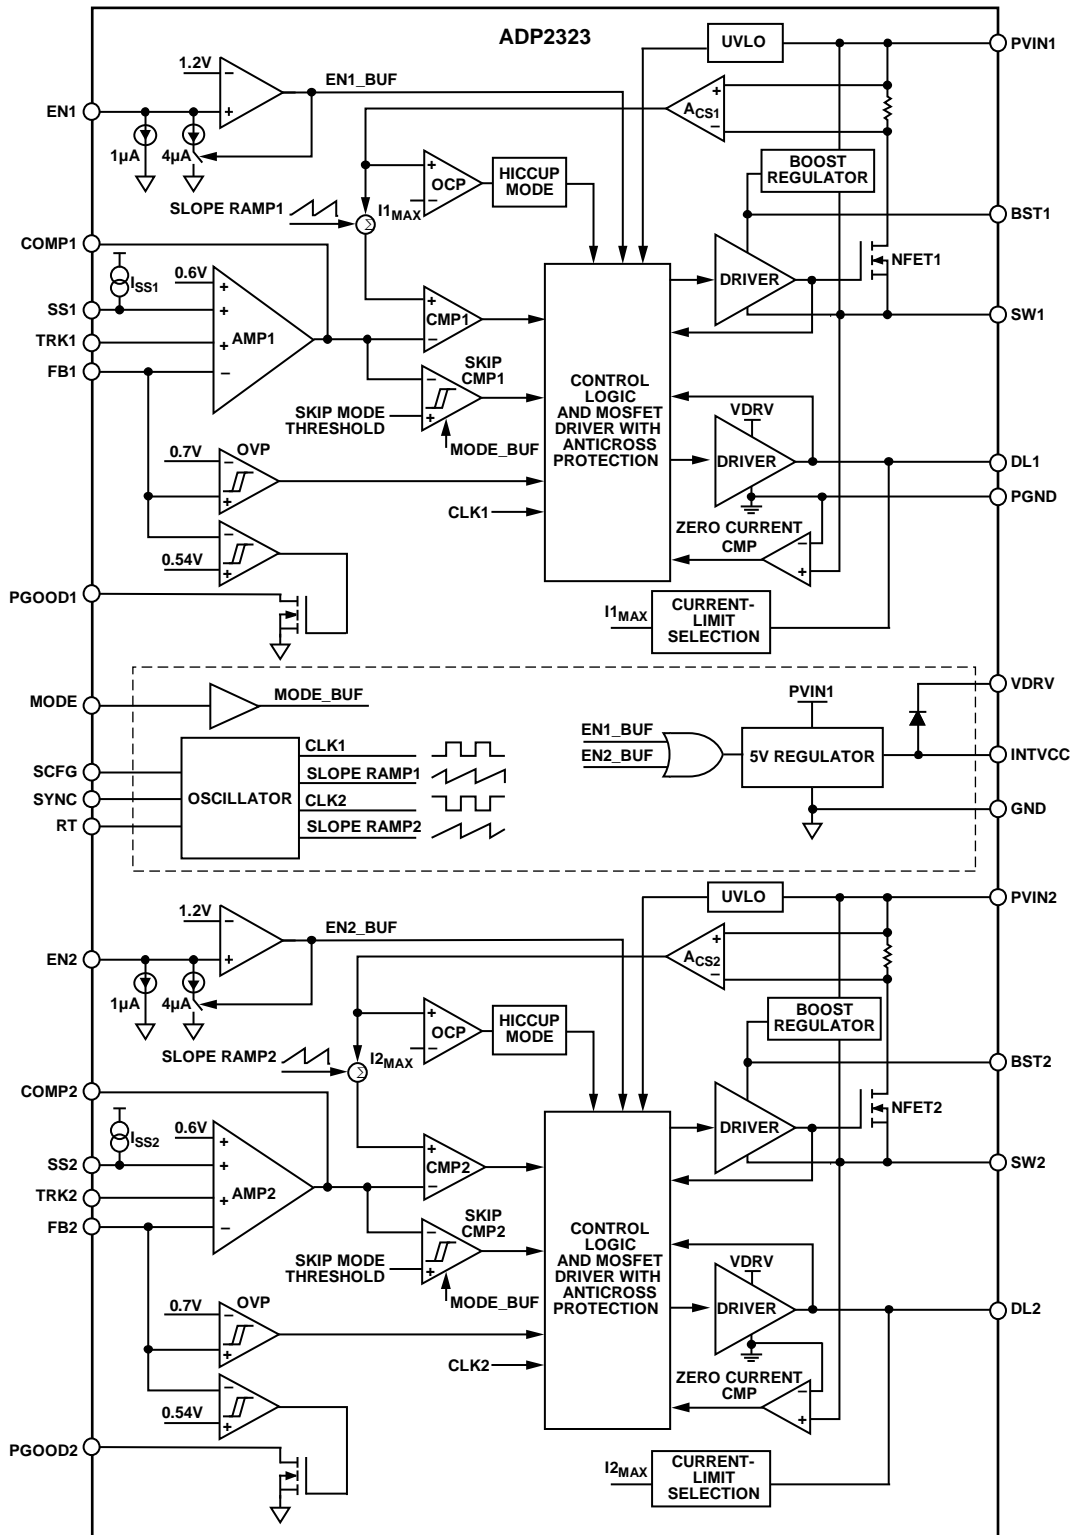 ADP2323
UVLO
PVIN1
1.2V
−
EN1_BUF
+
ACS1
−
EN1
+
1µA
4µA
BOOST
REGULATOR
+
OCP
−
HICCUP
MODE
SLOPE RAMP1
I1MAX
Σ
BST1
COMP1
ISS1
NFET1
0.6V
+
DRIVER
SS1
+
+
CMP1
−
SW1
TRK1
+
AMP1
FB1
−
SKIP
CMP1
−
+
SKIP MODE
THRESHOLD
MODE_BUF
CONTROL
LOGIC
AND MOSFET
DRIVER WITH
ANTICROSS
PROTECTION
VDRV
DRIVER
OVP
0.7V
−
+
DL1
PGND
CLK1
ZERO CURRENT
CMP
−
+
−
0.54V
+
PGOOD1
I1MAX
CURRENT-
LIMIT
SELECTION
MODE
MODE_BUF
PVIN1
VDRV
EN1_BUF
EN2_BUF
5V REGULATOR
INTVCC
SCFG
SYNC
RT
OSCILLATOR
CLK1
SLOPE RAMP1
CLK2
SLOPE RAMP2
GND
UVLO
PVIN2
1.2V
−
EN2_BUF
+
ACS2
−
EN2
+
1µA
4µA
BOOST
REGULATOR
+
OCP
−
HICCUP
MODE
SLOPE RAMP2
I2MAX
Σ
BST2
COMP2
ISS2
NFET2
0.6V
+
DRIVER
SS2
+
+
CMP2
−
SW2
TRK2
+
AMP2
FB2
−
SKIP
CMP2
−
+
SKIP MODE
THRESHOLD
MODE_BUF
CONTROL
LOGIC
AND MOSFET
DRIVER WITH
ANTICROSS
PROTECTION
VDRV
DRIVER
OVP
0.7V
−
+
DL2
CLK2
ZERO CURRENT
CMP
−
+
−
0.54V
+
PGOOD2
I2MAX
CURRENT-
LIMIT
SELECTION